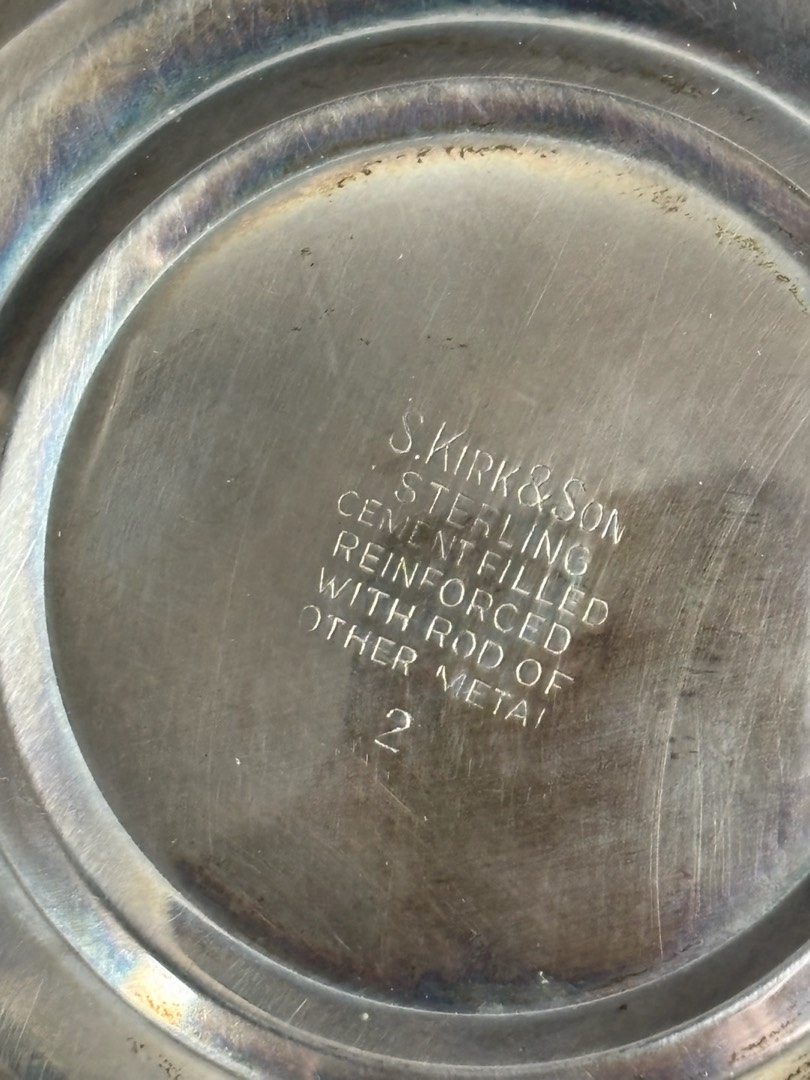 S. KIRK & SON
STERLING
CEMENT FILLED
REINFORCED
WITH ROD OF
OTHER METAL
2